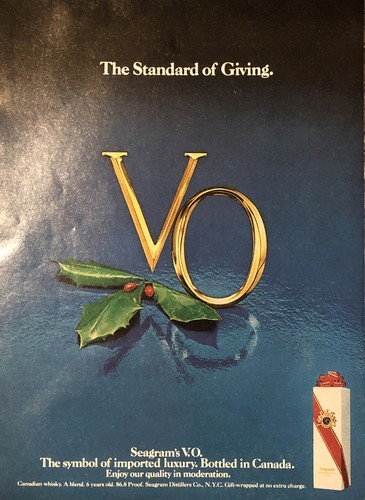 The Standard of Giving.
VO
Seagram's V.O.
The symbol of imported luxury. Bottled in Canada.
Enjoy our quality in moderation.
Canadian whisky. A blend. 6 years old. 86.8 Proof. Seagram Distillers Co., N.Y.C. Gift-wrapped at no extra charge.